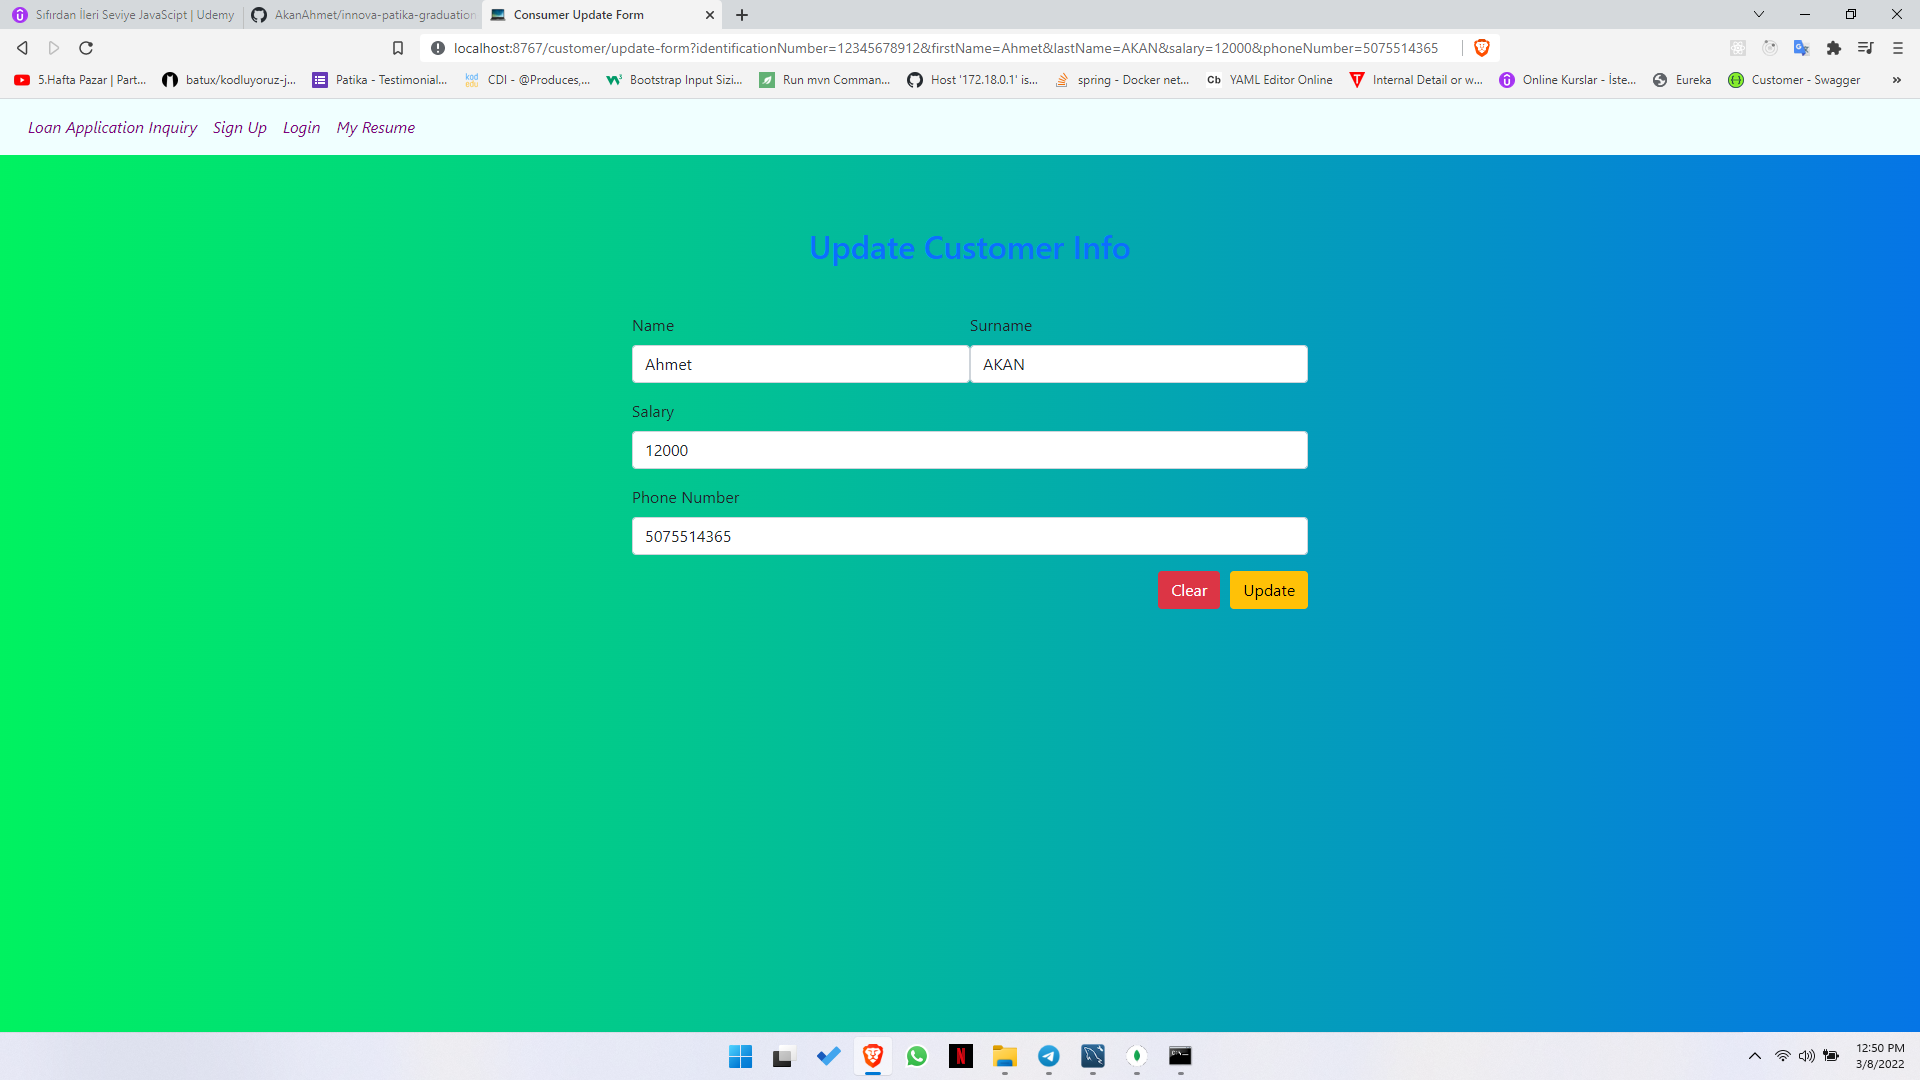 Sıfırdan İleri Seviye JavaScipt | Udemy
AkanAhmet/innova-patika-graduation
Consumer Update Form
localhost:8767/customer/update-form?identificationNumber=12345678912&firstName=Ahmet&lastName=AKAN&salary=12000&phoneNumber=5075514365
5.Hafta Pazar | Part...
batux/kodluyoruz-j...
Patika - Testimonial...
kod
edu
CDI - @Produces,...
Bootstrap Input Sizi...
Run mvn Comman...
Host '172.18.0.1' is...
spring - Docker net...
Cb
YAML Editor Online
Internal Detail or w...
Online Kurslar - İste...
Eureka
Customer - Swagger
»
Loan Application Inquiry Sign Up Login My Resume
Update Customer Info
Name Surname
Ahmet AKAN
Salary
12000
Phone Number
5075514365
Clear Update
12:50 PM
3/8/2022